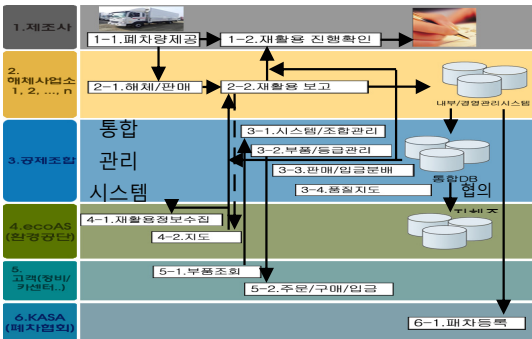 1.제조사
1-1.폐차량제공
1-2.재활용 진행확인
2.
해체사업소
1, 2, ..., n
2-1.해체/판매
2-2.재활용 보고
내부/경영관리시스템
3.공제조합
통합
관리
시스템
3-1.시스템/조합관리
3-2.부품/등급관리
3-3.판매/입금분배
3-4.품질지도
통합DB
협의
4.ecoAS
(환경공단)
4-1.재활용정보수집
4-2.지도
5.
고객(정비/
카센터..)
5-1.부품조회
5-2.주문/구매/입금
6.KASA
(폐차협회)
6-1.폐차등록